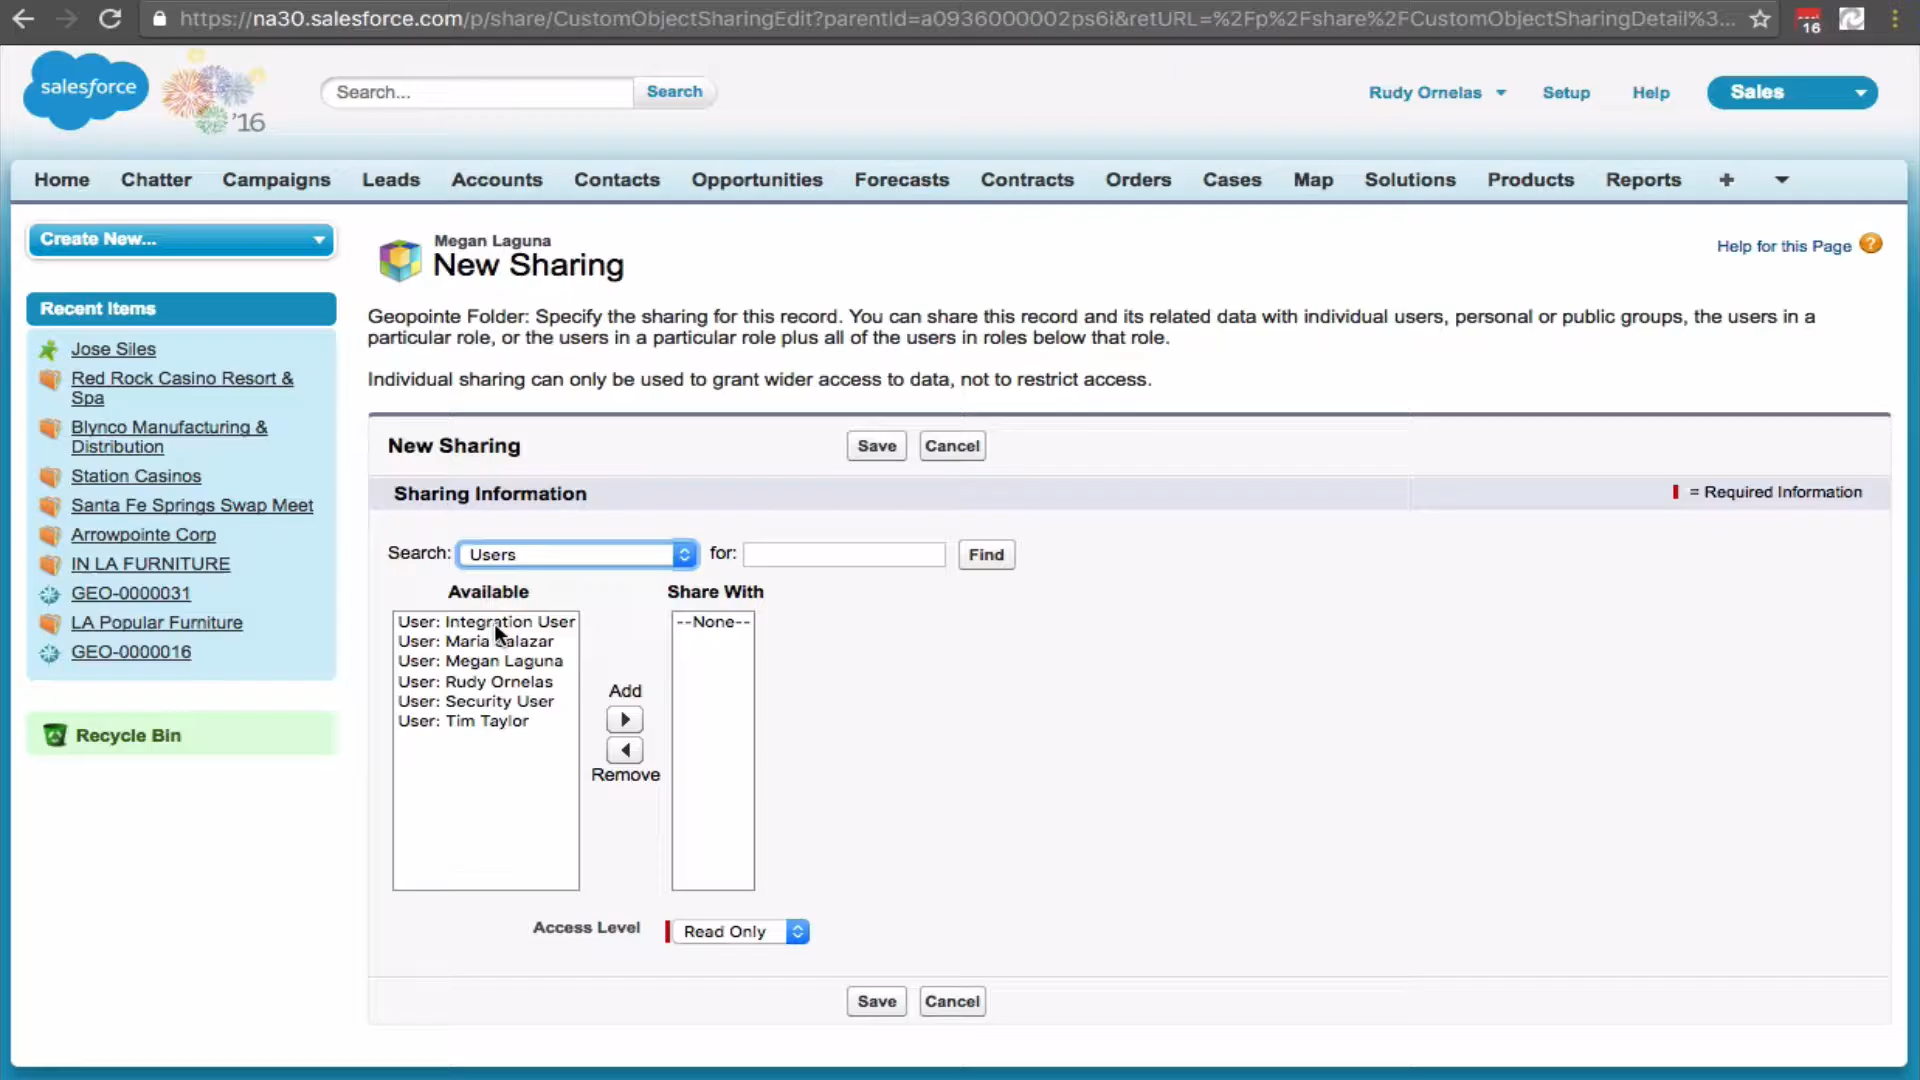 https://na30.salesforce.com/p/share/CustomObjectSharingEdit?parentId=a0936000002ps6i&retURL=%2Fp%2Fshare%2FCustomObjectSharingDetail%3...
16
salesforce
'16
Search...
Search
Rudy Ornelas
Setup
Help
Sales
Home Chatter Campaigns Leads Accounts Contacts Opportunities Forecasts Contracts Orders Cases Map Solutions Products Reports +
Create New...
Recent Items
Jose Siles
Red Rock Casino Resort &
Spa
Blynco Manufacturing &
Distribution
Station Casinos
Santa Fe Springs Swap Meet
Arrowpointe Corp
IN LA FURNITURE
GEO-0000031
LA Popular Furniture
GEO-0000016
Recycle Bin
Megan Laguna
New Sharing
Help for this Page ?
Geopointe Folder: Specify the sharing for this record. You can share this record and its related data with individual users, personal or public groups, the users in a
particular role, or the users in a particular role plus all of the users in roles below that role.
Individual sharing can only be used to grant wider access to data, not to restrict access.
New Sharing
Save
Cancel
Sharing Information
= Required Information
Search: Users for: Find
Available
Share With
User: Integration User
User: Maria Salazar
User: Megan Laguna
User: Rudy Ornelas
User: Security User
User: Tim Taylor
Add
Remove
--None--
Access Level
Read Only
Save
Cancel